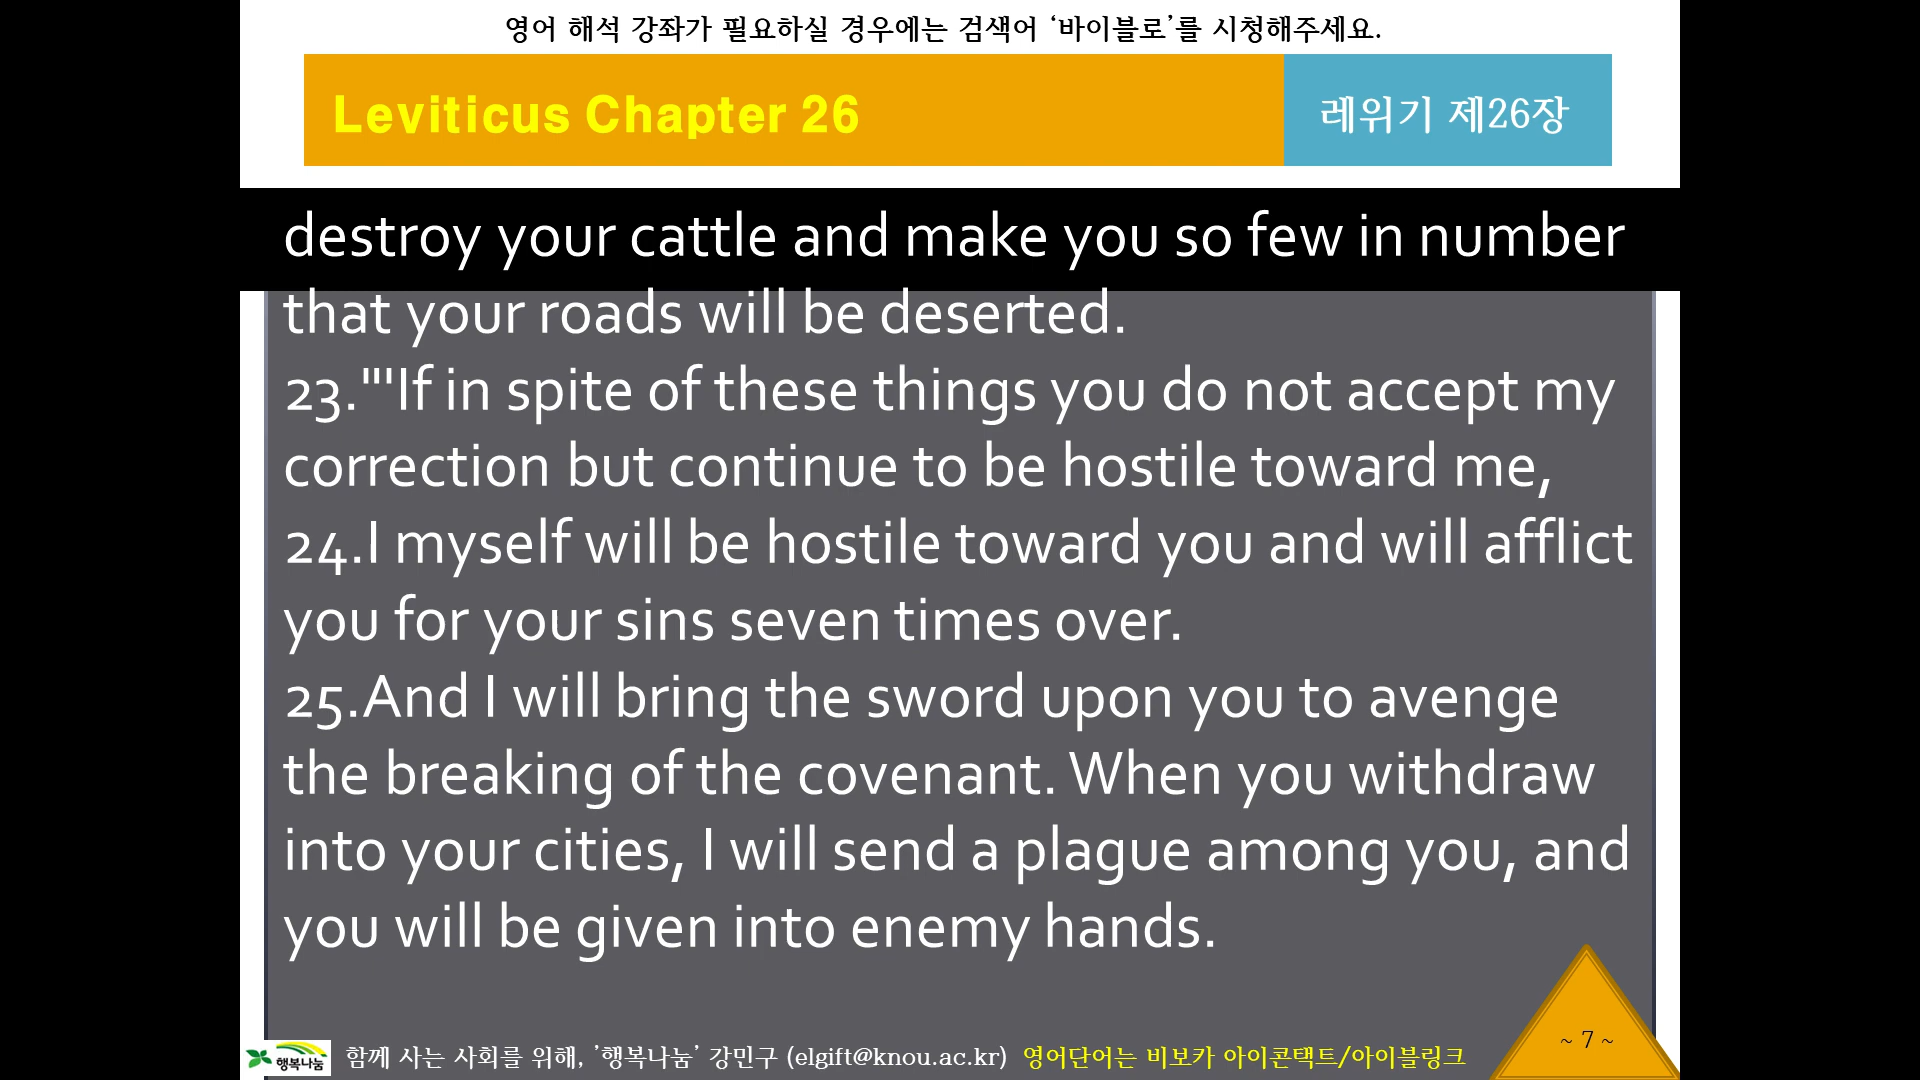 영어 해석 강좌가 필요하실 경우에는 검색어 ‘바이블로’를 시청해주세요.
Leviticus Chapter 26
레위기 제26장
destroy your cattle and make you so few in number
that your roads will be deserted.
23."'If in spite of these things you do not accept my
correction but continue to be hostile toward me,
24.I myself will be hostile toward you and will afflict
you for your sins seven times over.
25.And I will bring the sword upon you to avenge
the breaking of the covenant. When you withdraw
into your cities, I will send a plague among you, and
you will be given into enemy hands.
~ 7 ~
행복나눔
함께 사는 사회를 위해, ’행복나눔’ 강민구 (elgift@knou.ac.kr) 영어단어는 비보카 아이콘택트/아이블링크